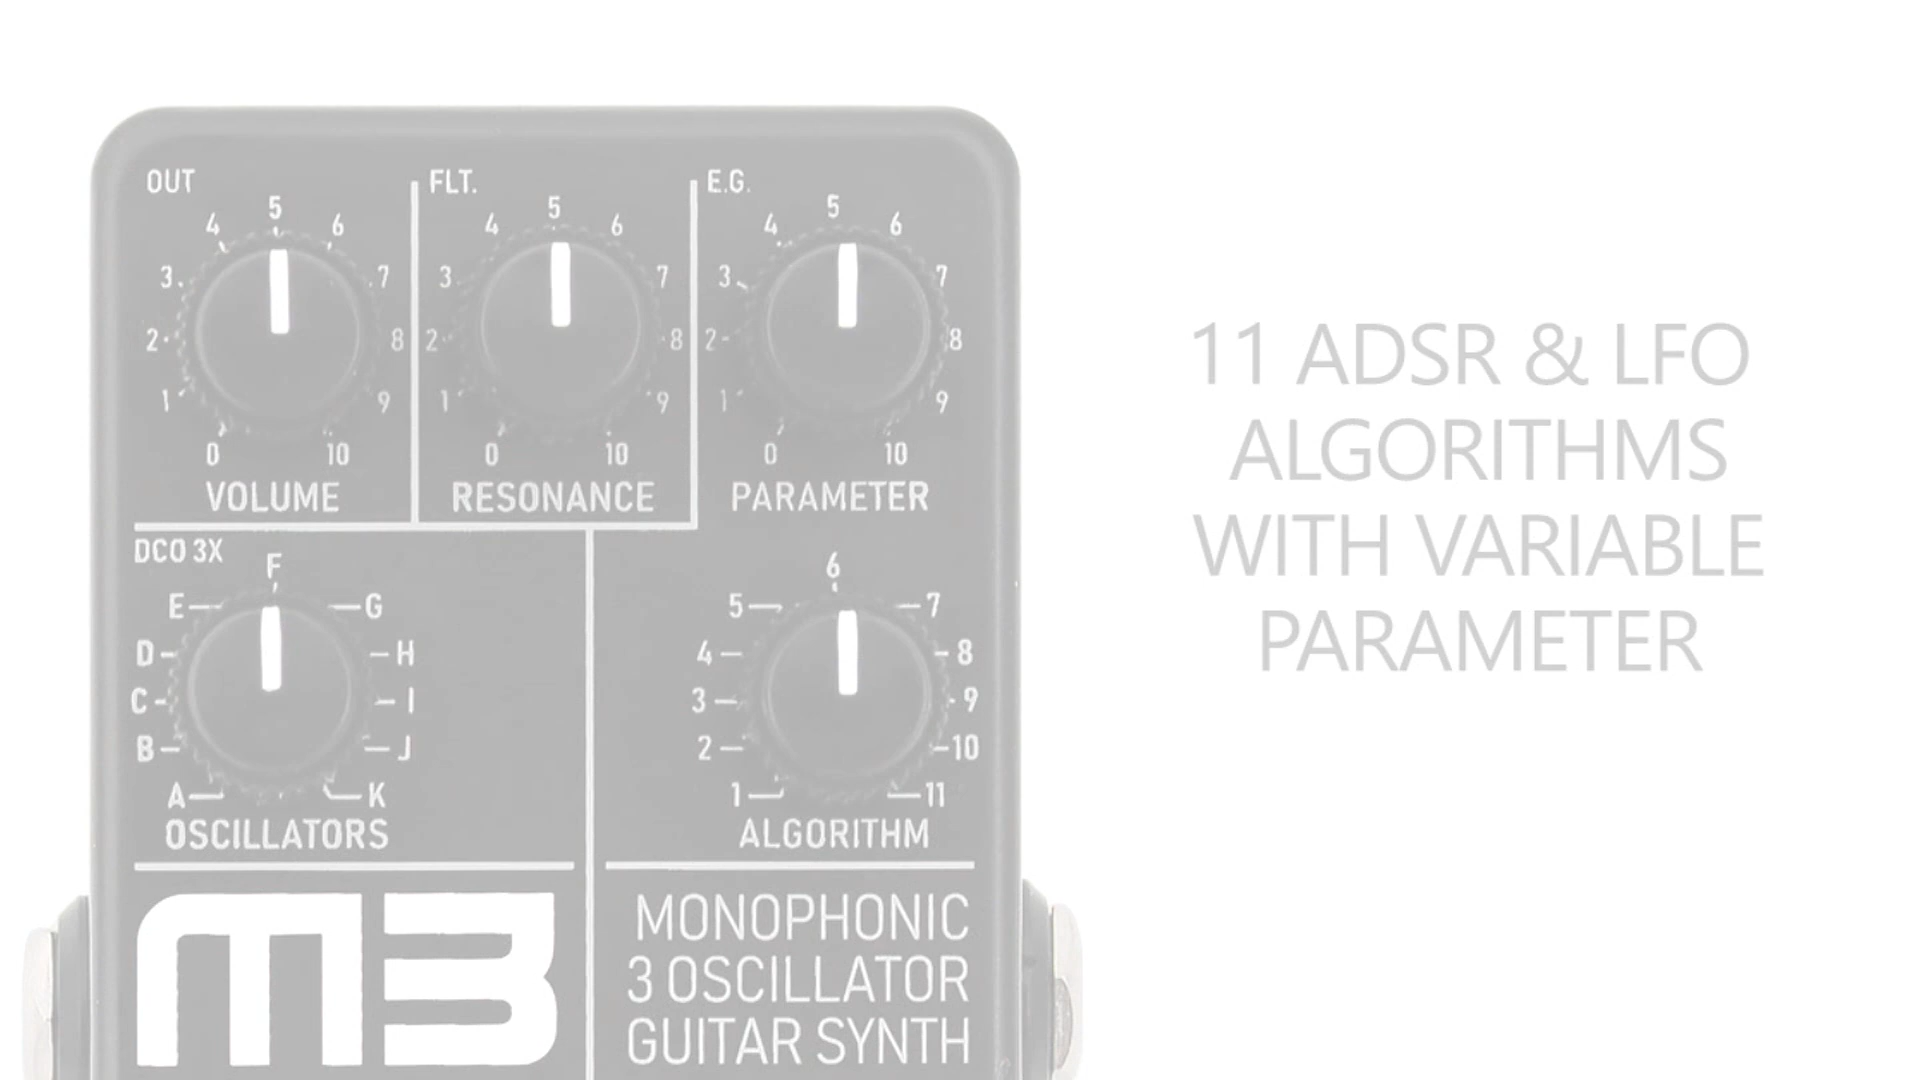 OUT FLT. E.G.
0 1 2 3 4 5 6 7 8 9 10
0 1 2 3 4 5 6 7 8 9 10
0 1 2 3 4 5 6 7 8 9 10
VOLUME RESONANCE PARAMETER
DCO 3X
A B C D E F G H I J K
1 2 3 4 5 6 7 8 9 10 11
OSCILLATORS ALGORITHM
M3
MONOPHONIC
3 OSCILLATOR
GUITAR SYNTH
11 ADSR & LFO
ALGORITHMS
WITH VARIABLE
PARAMETER